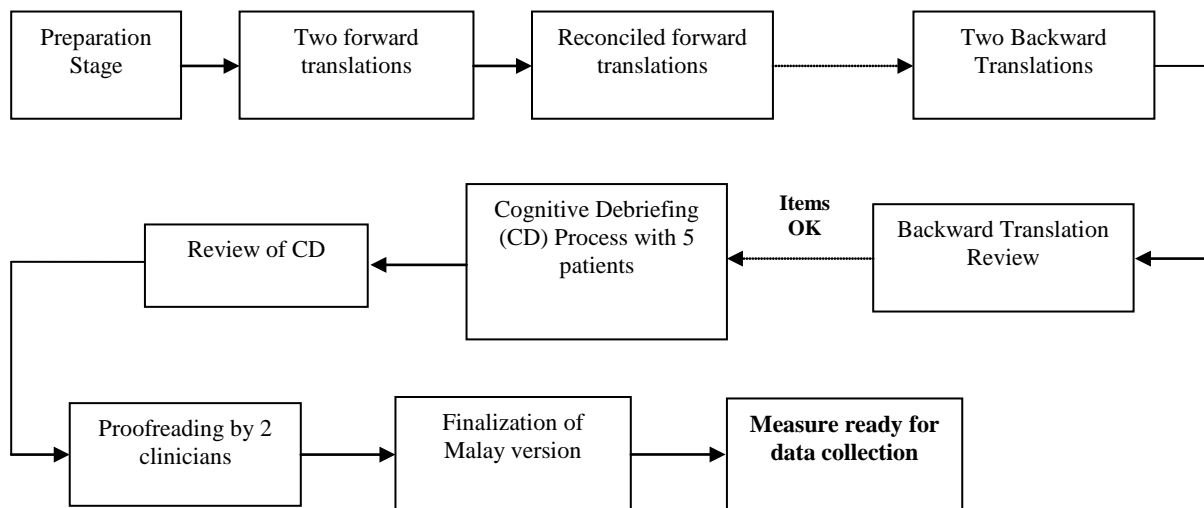 Preparation
Stage
Two forward
translations
Reconciled forward
translations
Two Backward
Translations
Backward Translation
Review
Items
OK
Cognitive Debriefing
(CD) Process with 5
patients
Review of CD
Proofreading by 2
clinicians
Finalization of
Malay version
Measure ready for
data collection